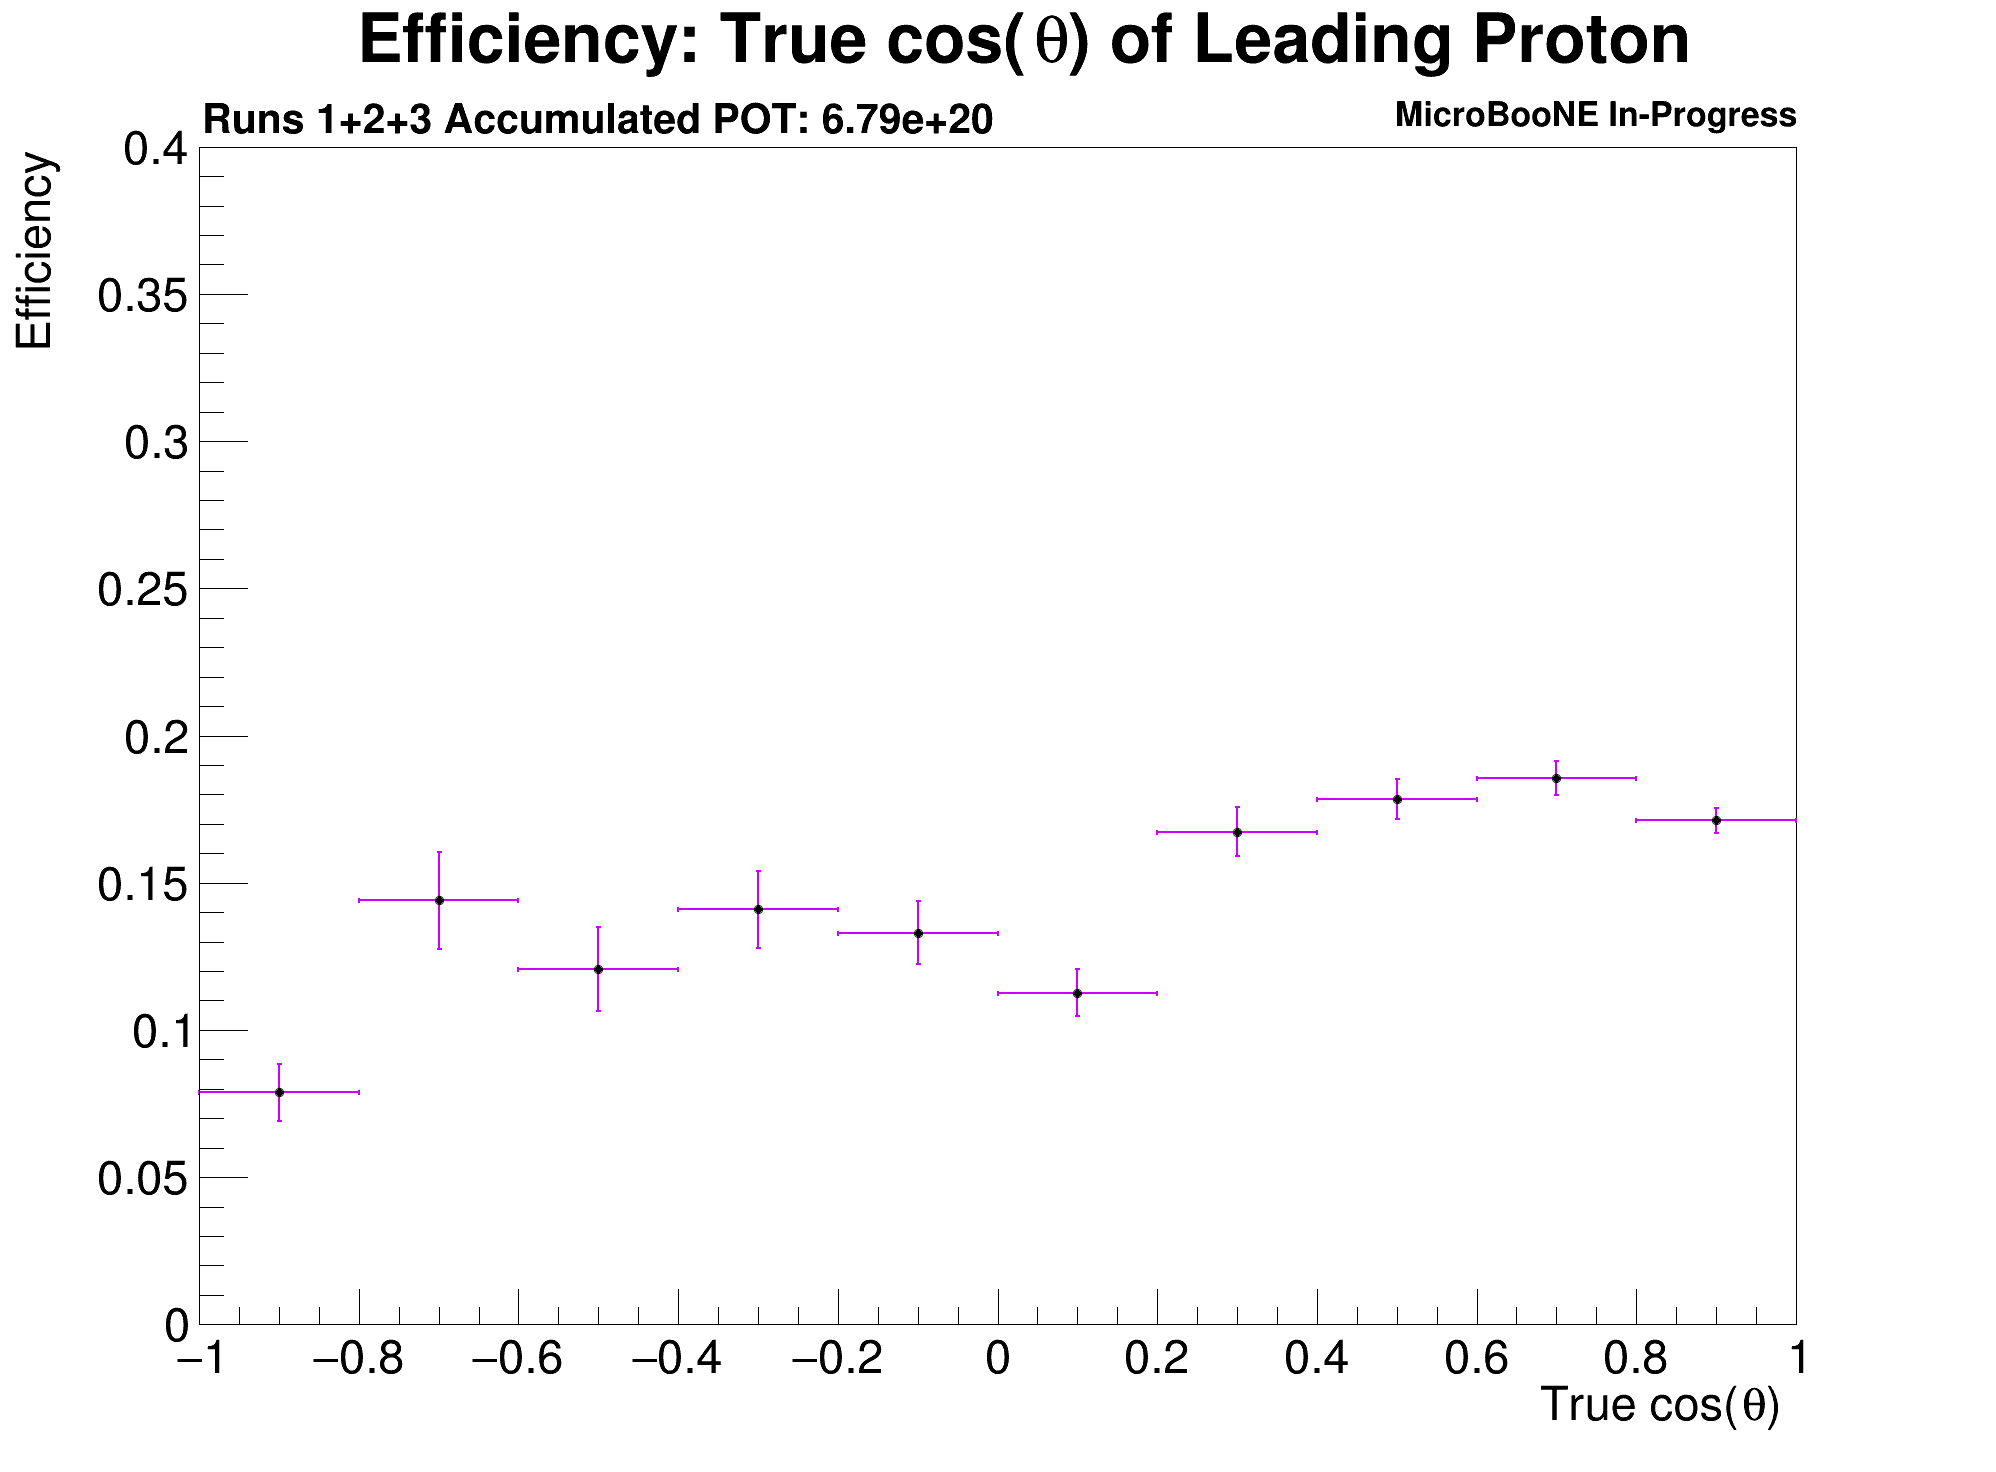 Efficiency: True cos(θ) of Leading Proton
Runs 1+2+3 Accumulated POT: 6.79e+20
MicroBooNE In-Progress
Efficiency
0.4
0.35
0.3
0.25
0.2
0.15
0.1
0.05
0
−1 −0.8 −0.6 −0.4 −0.2 0 0.2 0.4 0.6 0.8 1
True cos(θ)